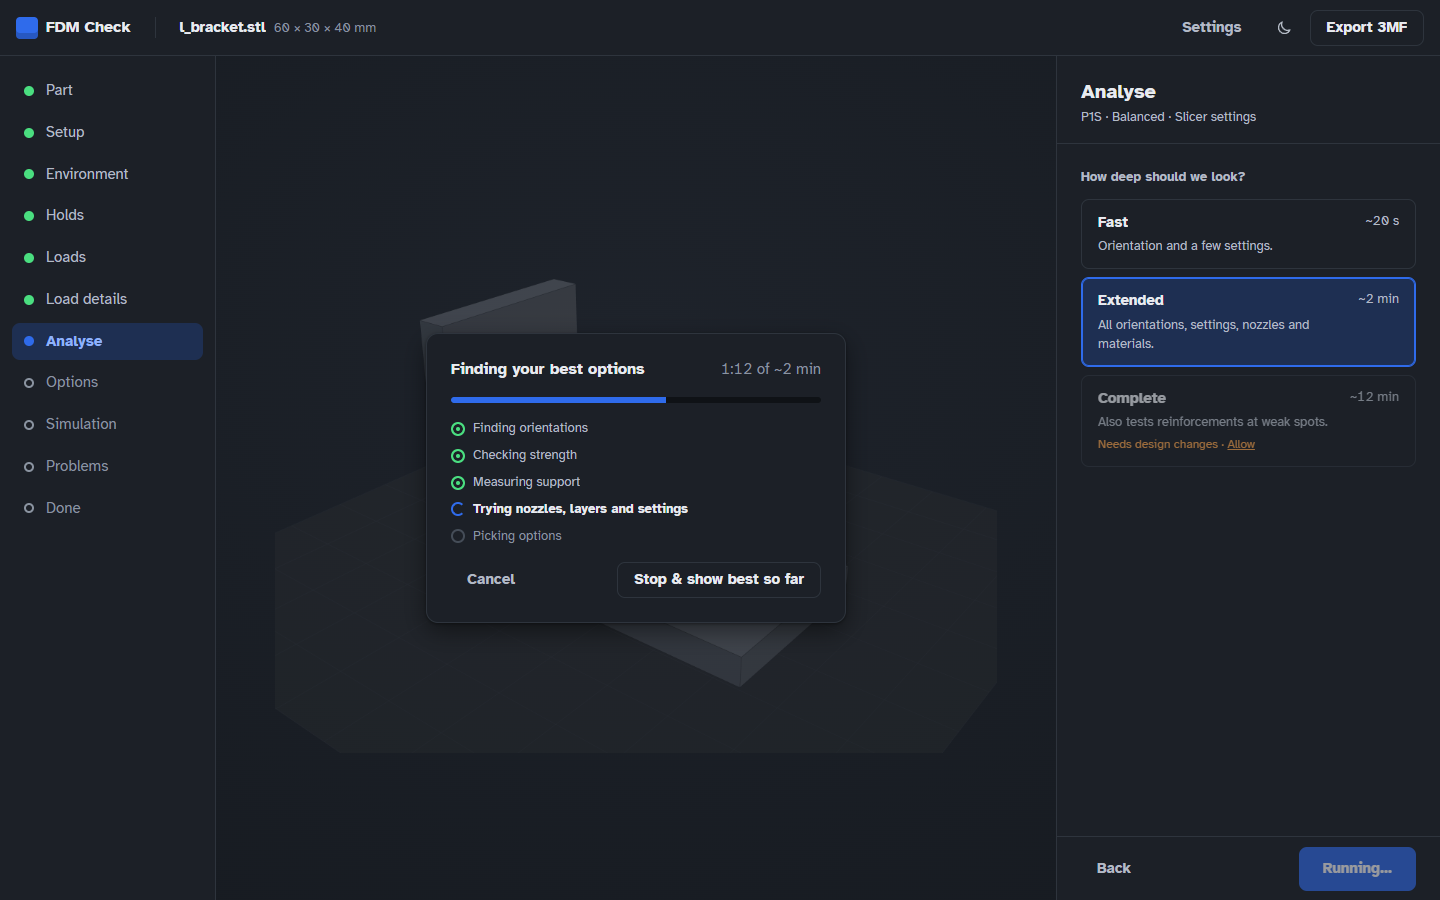 FDM Check
l_bracket.stl 60 × 30 × 40 mm
Settings
Export 3MF
Part
Setup
Environment
Holds
Loads
Load details
Analyse
Options
Simulation
Problems
Done
Finding your best options 1:12 of ~2 min
Finding orientations
Checking strength
Measuring support
Trying nozzles, layers and settings
Picking options
Cancel
Stop & show best so far
Analyse
P1S · Balanced · Slicer settings
How deep should we look?
Fast ~20 s
Orientation and a few settings.
Extended ~2 min
All orientations, settings, nozzles and
materials.
Complete ~12 min
Also tests reinforcements at weak spots.
Needs design changes · Allow
Back
Running...